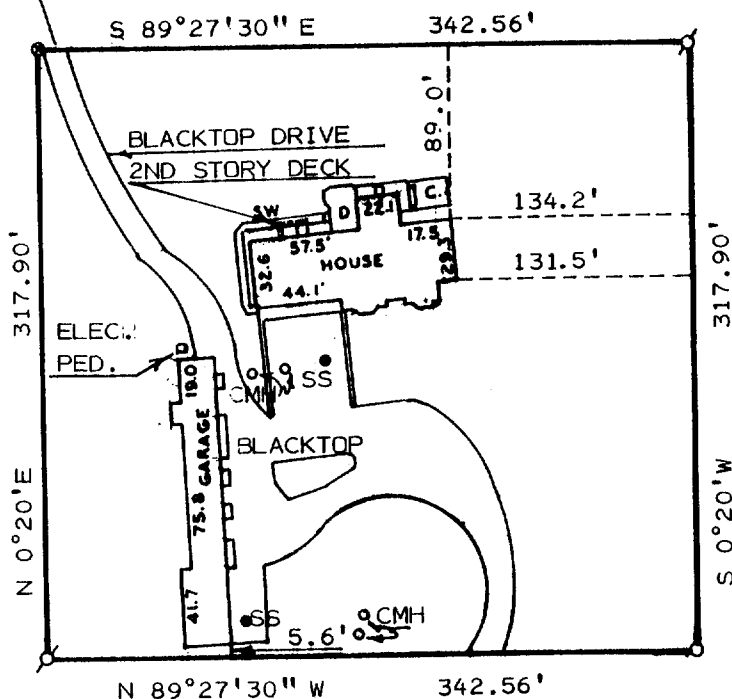 S 89°27'30" E 342.56'
89.0'
BLACKTOP DRIVE
2ND STORY DECK
SW
D
22.1
C.
134.2'
57.5'
17.5
32.6
HOUSE
29.3
131.5'
44.1'
317.90'
317.90'
ELEC.
PED.
19.0
CMH
SS
GARAGE
BLACKTOP
75.8
N 0°20'E
S 0°20'W
41.7
SS
CMH
5.6'
N 89°27'30" W 342.56'